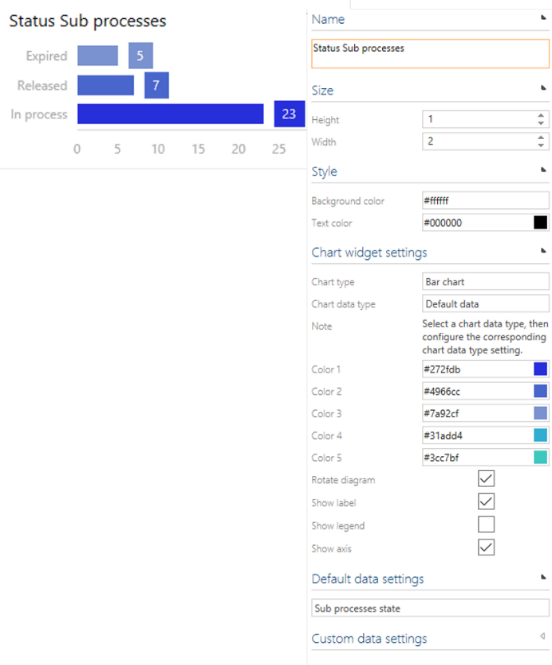 Status Sub processes
Expired 5
Released 7
In process 23
0 5 10 15 20 25
Name
Status Sub processes
Size
Height 1
Width 2
Style
Background color #ffffff
Text color #000000
Chart widget settings
Chart type Bar chart
Chart data type Default data
Note Select a chart data type, then
configure the corresponding
chart data type setting.
Color 1 #272fdb
Color 2 #4966cc
Color 3 #7a92cf
Color 4 #31add4
Color 5 #3cc7bf
Rotate diagram
Show label
Show legend
Show axis
Default data settings
Sub processes state
Custom data settings